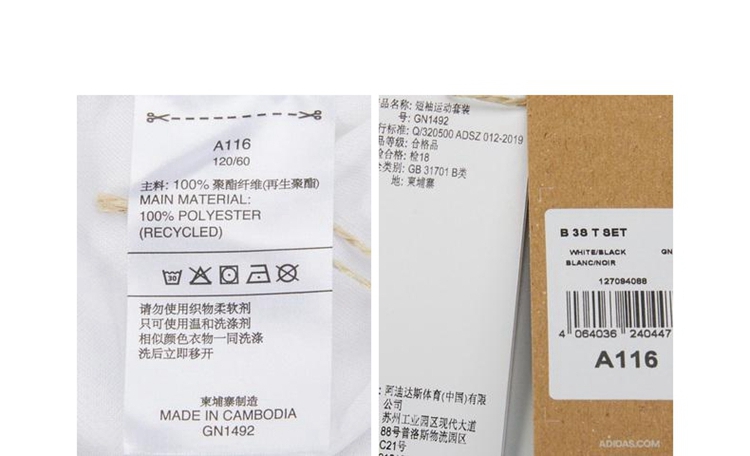 A116
120/60
主料: 100% 聚酯纤维(再生聚酯)
MAIN MATERIAL:
100% POLYESTER
(RECYCLED)
30
请勿使用织物柔软剂
只可使用温和洗涤剂
相似颜色衣物一同洗涤
洗后立即移开
柬埔寨制造
MADE IN CAMBODIA
GN1492
品名称: 短袖运动套装
号: GN1492
行标准: Q/320500 ADSZ 012-2019
品等级: 合格品
合格: 检18
类别: GB 31701 B类
地: 柬埔寨
: 阿迪达斯体育(中国)有限
公司
: 苏州工业园区现代大道
88号普洛斯物流园区
C21号
B 3S T SET
WHITE/BLACK GN
BLANC/NOIR
127094088
4 064036 240447
A116
ADIDAS.COM